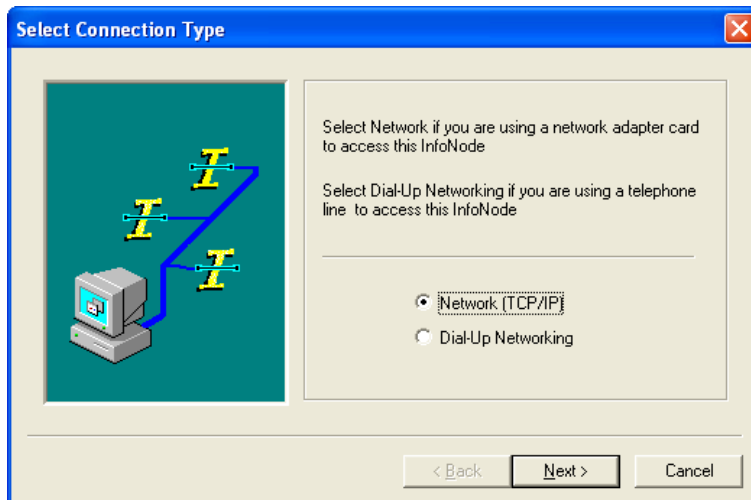 Select Connection Type
Select Network if you are using a network adapter card
to access this InfoNode
Select Dial-Up Networking if you are using a telephone
line  to access this InfoNode
Network (TCP/IP)
Dial-Up Networking
< Back
Next >
Cancel